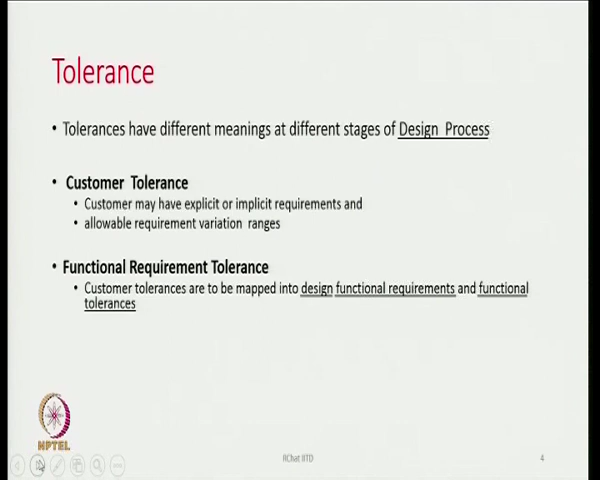 Tolerance
• Tolerances have different meanings at different stages of Design Process
• Customer Tolerance
• Customer may have explicit or implicit requirements and
• allowable requirement variation ranges
• Functional Requirement Tolerance
• Customer tolerances are to be mapped into design functional requirements and functional
tolerances
NPTEL
RChat IITD
4